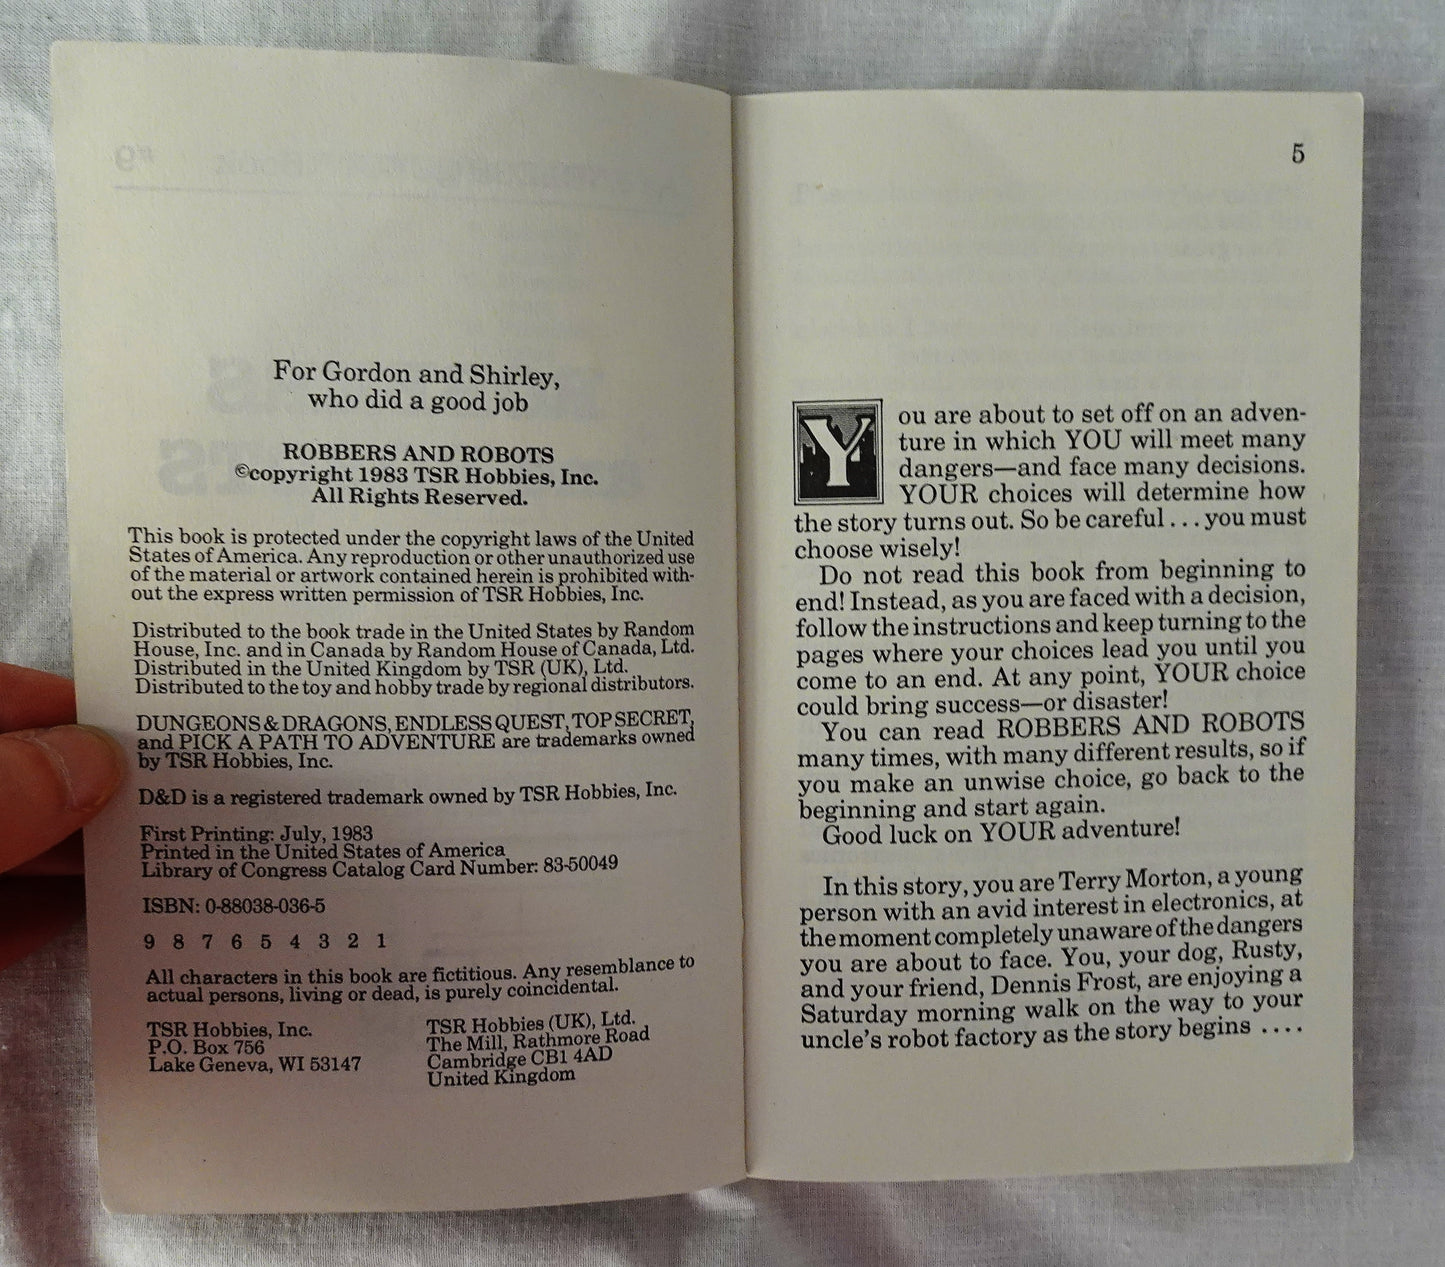 For Gordon and Shirley,
who did a good job
ROBBERS AND ROBOTS
©copyright 1983 TSR Hobbies, Inc.
All Rights Reserved.
This book is protected under the copyright laws of the United
States of America. Any reproduction or other unauthorized use
of the material or artwork contained herein is prohibited with-
out the express written permission of TSR Hobbies, Inc.
Distributed to the book trade in the United States by Random
House, Inc. and in Canada by Random House of Canada, Ltd.
Distributed in the United Kingdom by TSR (UK), Ltd.
Distributed to the toy and hobby trade by regional distributors.
DUNGEONS & DRAGONS, ENDLESS QUEST, TOP SECRET,
and PICK A PATH TO ADVENTURE are trademarks owned
by TSR Hobbies, Inc.
D&D is a registered trademark owned by TSR Hobbies, Inc.
First Printing: July, 1983
Printed in the United States of America
Library of Congress Catalog Card Number: 83-50049
ISBN: 0-88038-036-5
9 8 7 6 5 4 3 2 1
All characters in this book are fictitious. Any resemblance to
actual persons, living or dead, is purely coincidental.
TSR Hobbies, Inc.
P.O. Box 756
Lake Geneva, WI 53147
TSR Hobbies (UK), Ltd.
The Mill, Rathmore Road
Cambridge CB1 4AD
United Kingdom
5
You are about to set off on an adven-
ture in which YOU will meet many
dangers—and face many decisions.
YOUR choices will determine how
the story turns out. So be careful . . . you must
choose wisely!
Do not read this book from beginning to
end! Instead, as you are faced with a decision,
follow the instructions and keep turning to the
pages where your choices lead you until you
come to an end. At any point, YOUR choice
could bring success—or disaster!
You can read ROBBERS AND ROBOTS
many times, with many different results, so if
you make an unwise choice, go back to the
beginning and start again.
Good luck on YOUR adventure!
In this story, you are Terry Morton, a young
person with an avid interest in electronics, at
the moment completely unaware of the dangers
you are about to face. You, your dog, Rusty,
and your friend, Dennis Frost, are enjoying a
Saturday morning walk on the way to your
uncle's robot factory as the story begins . . . .